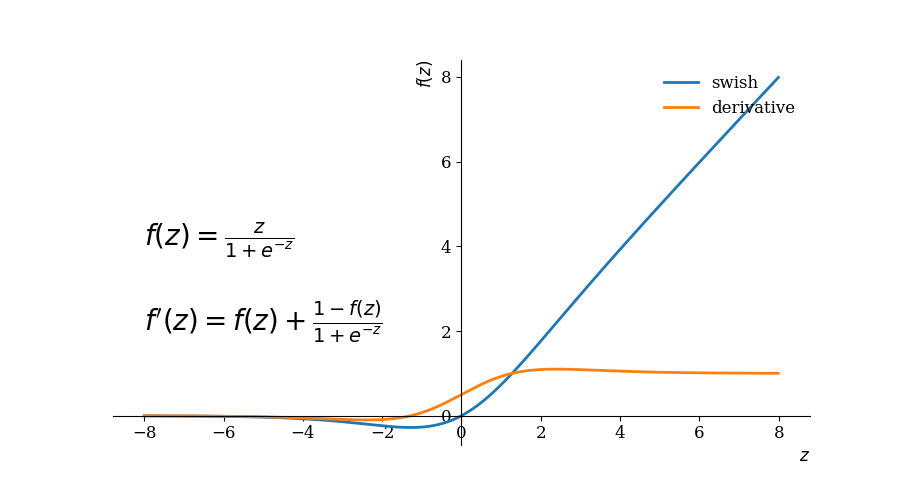 f(z)
8
swish
derivative
6
f(z) = z / (1 + e^{-z})
4
f'(z) = f(z) + (1 − f(z)) / (1 + e^{-z})
2
0
−8 −6 −4 −2 0 2 4 6 8
z